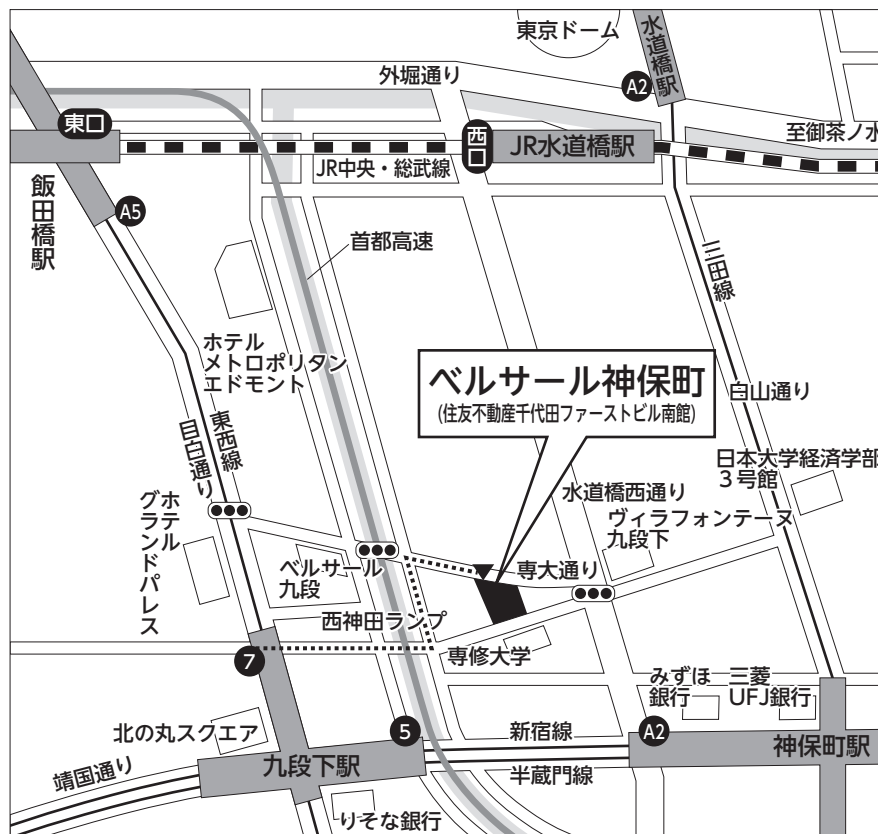 東京ドーム
水道橋駅
外堀通り
A2
東口
西口
JR水道橋駅
至御茶ノ水
JR中央・総武線
飯田橋駅
A5
首都高速
三田線
ホテル
メトロポリタン
エドモント
ベルサール神保町
(住友不動産千代田ファーストビル南館)
白山通り
東西線
目白通り
日本大学経済学部
3号館
水道橋西通り
ヴィラフォンテーヌ
九段下
ホテル
グランドパレス
ベルサール
九段
専大通り
西神田ランプ
専修大学
7
みずほ
銀行
三菱
UFJ銀行
北の丸スクエア
5
新宿線
A2
神保町駅
靖国通り
九段下駅
半蔵門線
りそな銀行